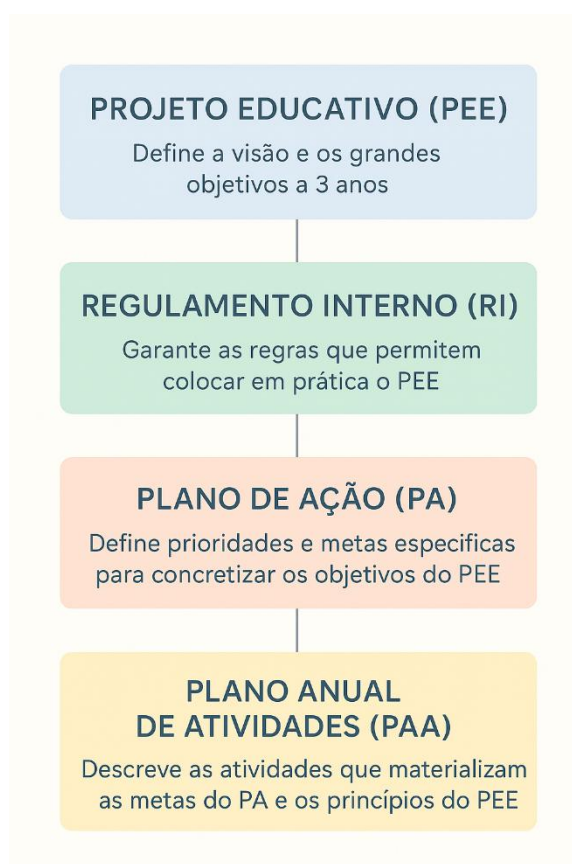 PROJETO EDUCATIVO (PEE)
Define a visão e os grandes
objetivos a 3 anos
REGULAMENTO INTERNO (RI)
Garante as regras que permitem
colocar em prática o PEE
PLANO DE AÇÃO (PA)
Define prioridades e metas especificas
para concretizar os objetivos do PEE
PLANO ANUAL
DE ATIVIDADES (PAA)
Descreve as atividades que materializam
as metas do PA e os princípios do PEE